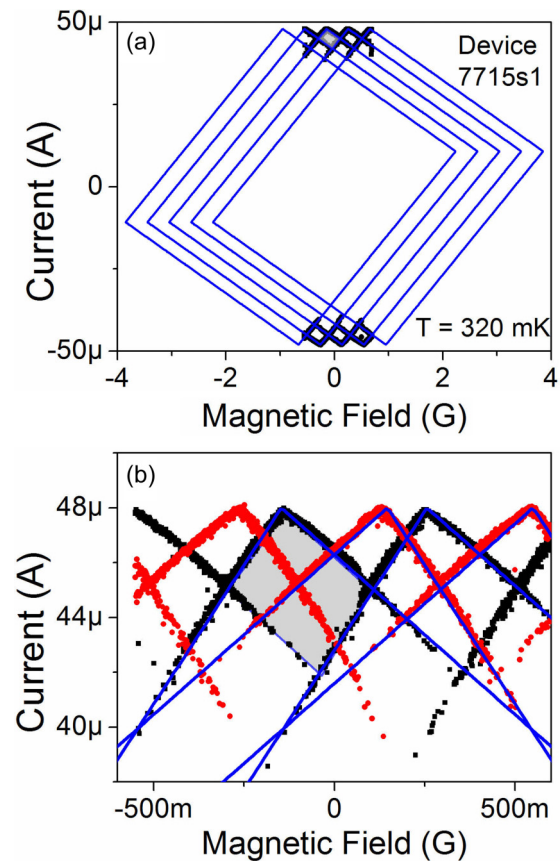 (a)
Device
7715s1
50µ
0
-50µ
Current (A)
T = 320 mK
-4
-2
0
2
4
Magnetic Field (G)
(b)
48µ
44µ
40µ
Current (A)
-500m
0
500m
Magnetic Field (G)